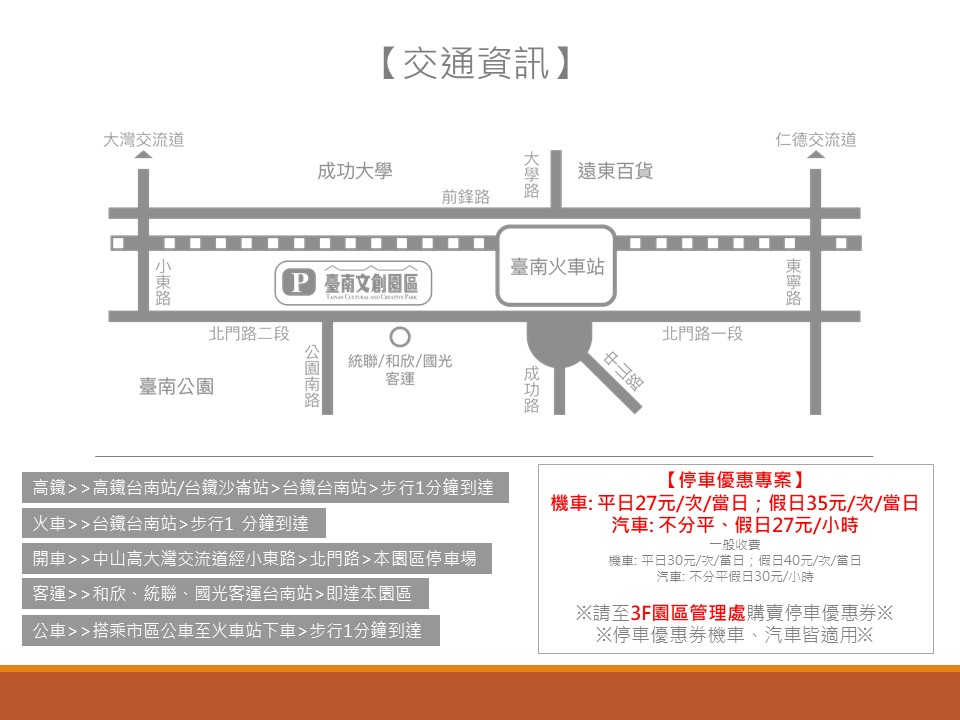 【交通資訊】
大灣交流道
仁德交流道
成功大學
大學路
遠東百貨
前鋒路
小東路
P 臺南文創園區
TAINAN CULTURAL AND CREATIVE PARK
臺南火車站
東寧路
北門路二段
北門路一段
公園南路
統聯/和欣/國光
客運
中山路
成功路
臺南公園
高鐵>>高鐵台南站/台鐵沙崙站>台鐵台南站>步行1分鐘到達
火車>>台鐵台南站>步行1 分鐘到達
開車>>中山高大灣交流道經小東路>北門路>本園區停車場
客運>>和欣、統聯、國光客運台南站>即達本園區
公車>>搭乘市區公車至火車站下車>步行1分鐘到達
【停車優惠專案】
機車: 平日27元/次/當日；假日35元/次/當日
汽車: 不分平、假日27元/小時
一般收費
機車: 平日30元/次/當日；假日40元/次/當日
汽車: 不分平假日30元/小時
※請至3F園區管理處購賣停車優惠券※
※停車優惠券機車、汽車皆適用※